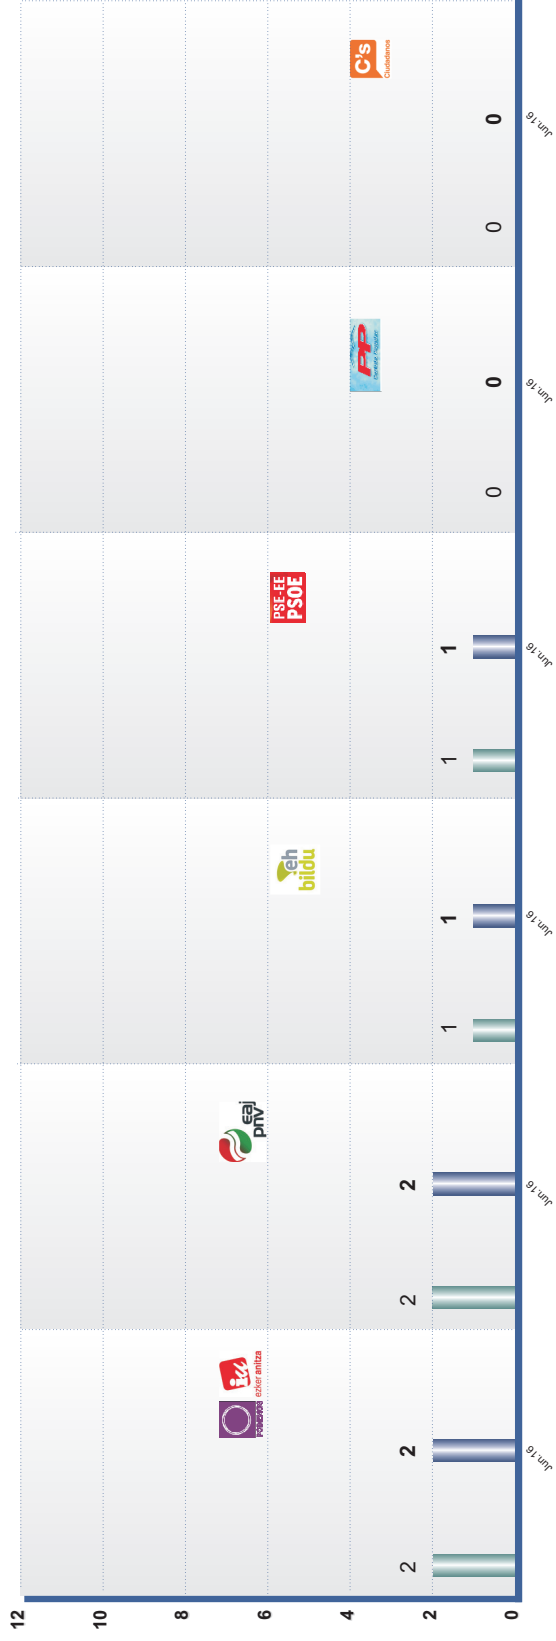 12
10
8
6
4
2
0
2
2
Jun.16
PODEMOS
ezker anitza
2
2
Jun.16
eaj
pnv
1
1
Jun.16
eh
bildu
1
1
Jun.16
PSE-EE
PSOE
0
0
Jun.16
PP
0
0
Jun.16
C's
Ciudadanos